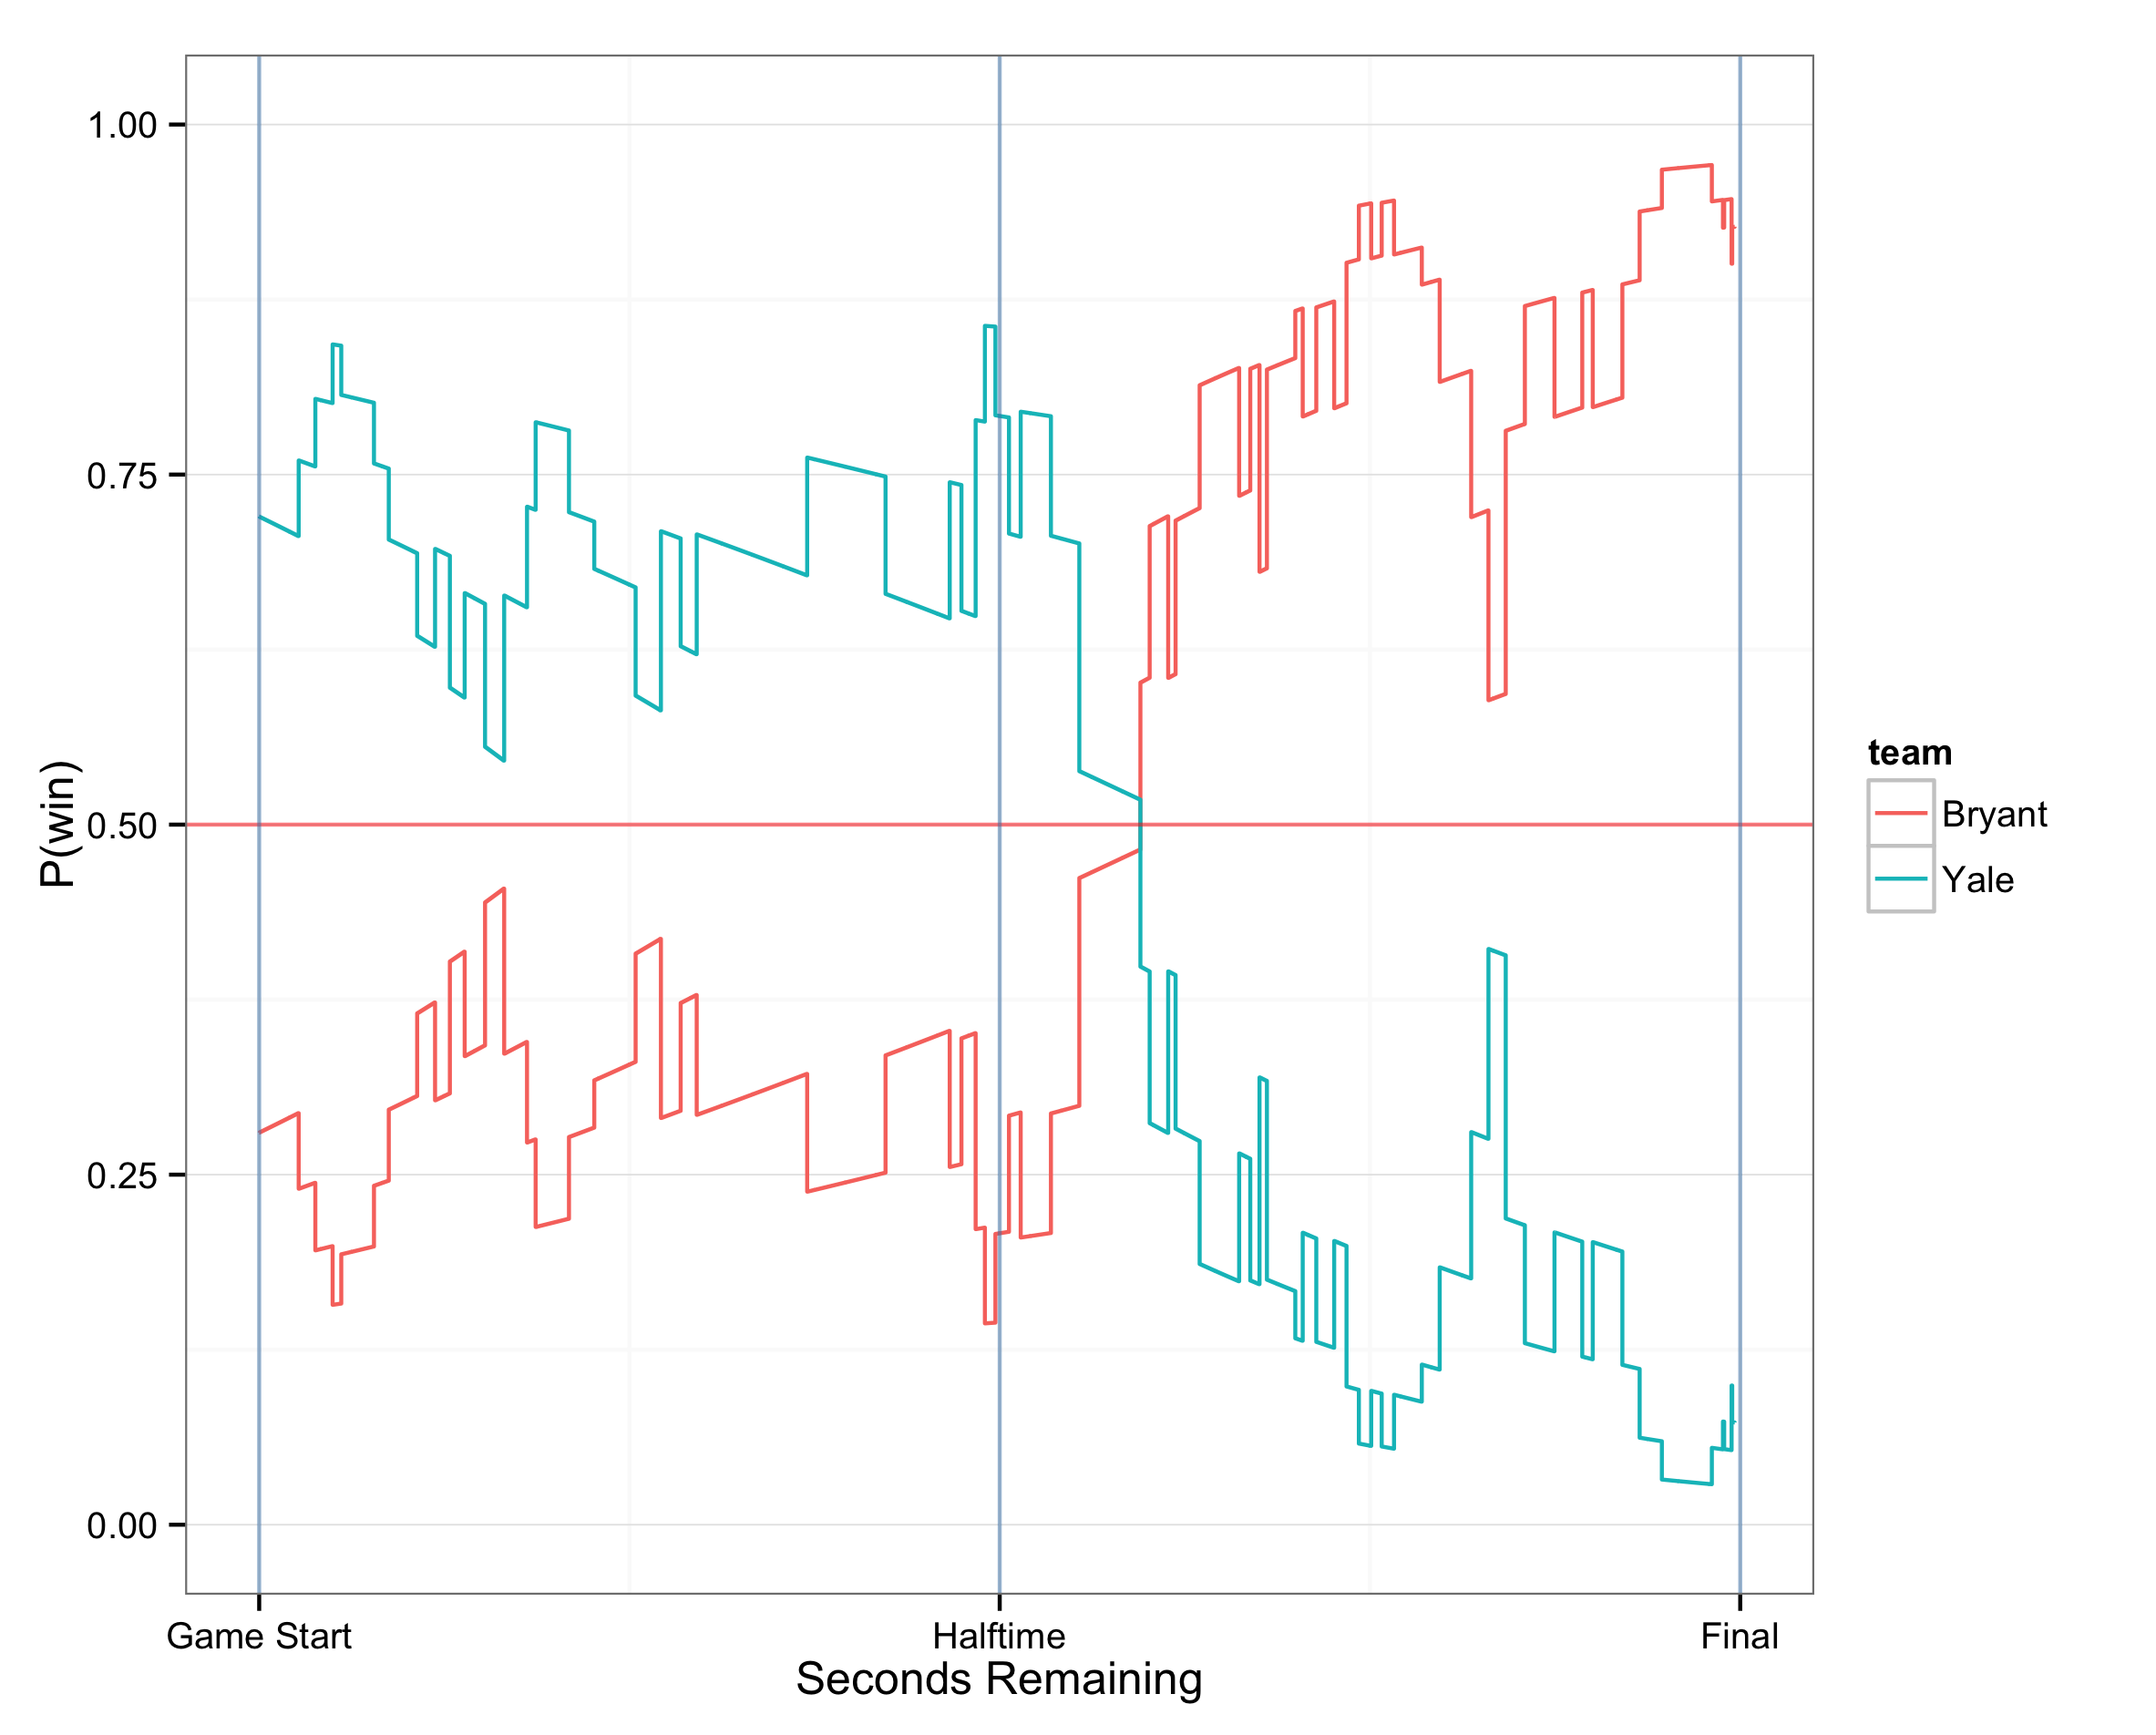 1.00
0.75
0.50
0.25
0.00
P(win)
Game Start
Halftime
Final
Seconds Remaining
team
Bryant
Yale